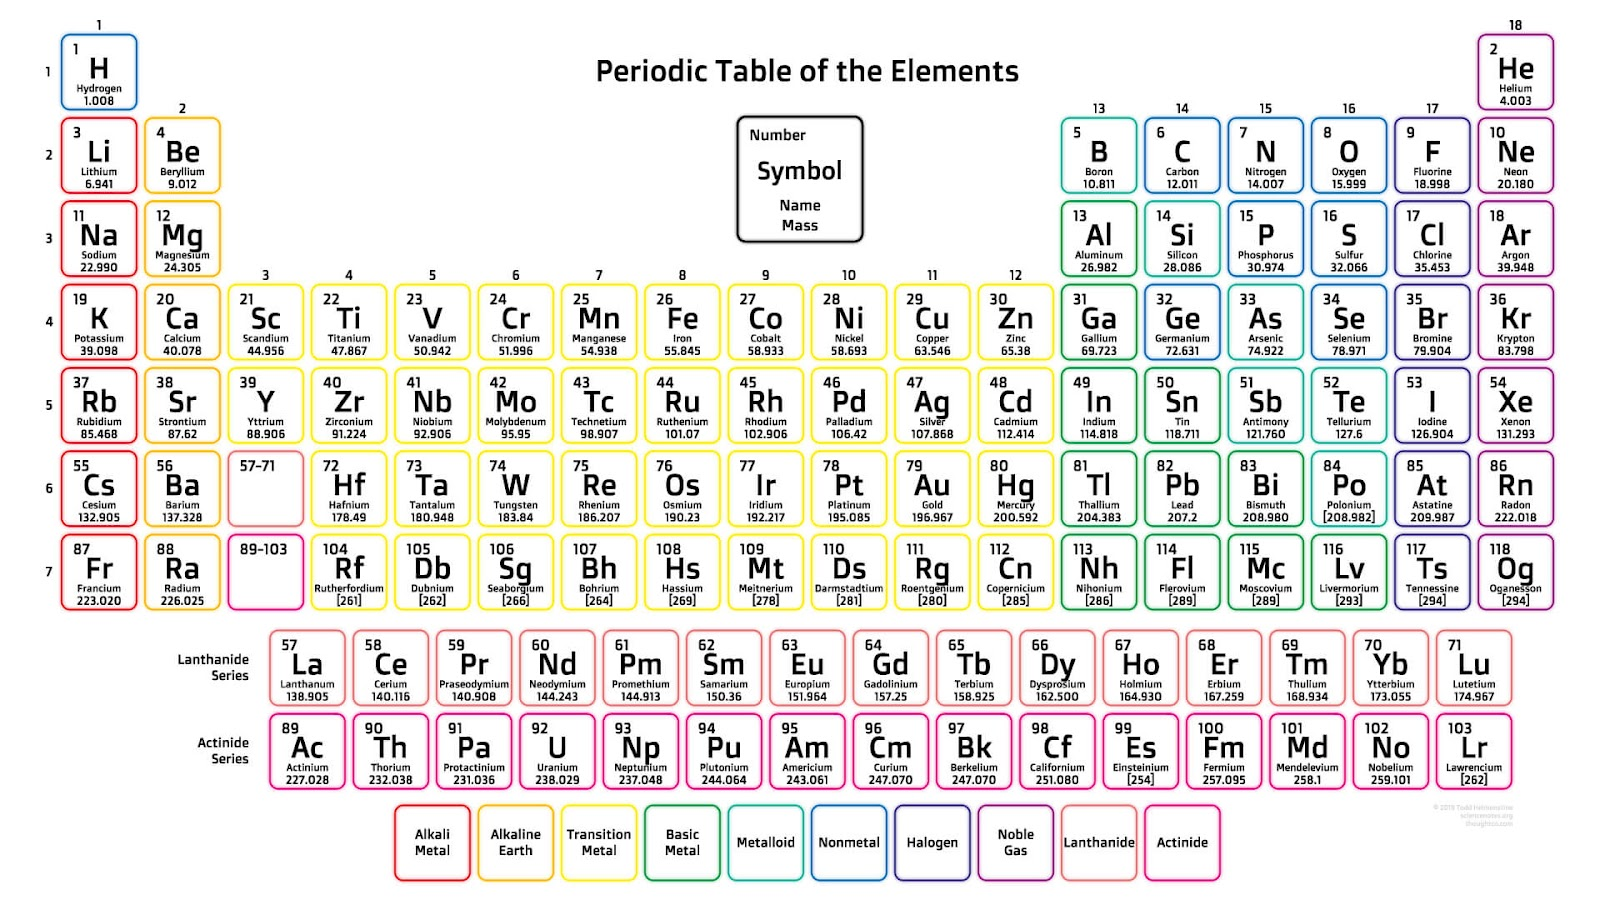 1 18
1 2
H He
1
Hydrogen Helium
1.008 4.003
Periodic Table of the Elements
2 13 14 15 16 17
3 4 5 6 7 8 9 10
2 Li Be B C N O F Ne
Lithium Beryllium Boron Carbon Nitrogen Oxygen Fluorine Neon
6.941 9.012 10.811 12.011 14.007 15.999 18.998 20.180
Number
Symbol
Name
Mass
11 12 13 14 15 16 17 18
3 Na Mg Al Si P S Cl Ar
Sodium Magnesium Aluminum Silicon Phosphorus Sulfur Chlorine Argon
22.990 24.305 26.982 28.086 30.974 32.066 35.453 39.948
3 4 5 6 7 8 9 10 11 12
19 20 21 22 23 24 25 26 27 28 29 30 31 32 33 34 35 36
4 K Ca Sc Ti V Cr Mn Fe Co Ni Cu Zn Ga Ge As Se Br Kr
Potassium Calcium Scandium Titanium Vanadium Chromium Manganese Iron Cobalt Nickel Copper Zinc Gallium Germanium Arsenic Selenium Bromine Krypton
39.098 40.078 44.956 47.867 50.942 51.996 54.938 55.845 58.933 58.693 63.546 65.38 69.723 72.631 74.922 78.971 79.904 83.798
37 38 39 40 41 42 43 44 45 46 47 48 49 50 51 52 53 54
5 Rb Sr Y Zr Nb Mo Tc Ru Rh Pd Ag Cd In Sn Sb Te I Xe
Rubidium Strontium Yttrium Zirconium Niobium Molybdenum Technetium Ruthenium Rhodium Palladium Silver Cadmium Indium Tin Antimony Tellurium Iodine Xenon
85.468 87.62 88.906 91.224 92.906 95.95 98.907 101.07 102.906 106.42 107.868 112.414 114.818 118.711 121.760 127.6 126.904 131.293
55 56 57-71 72 73 74 75 76 77 78 79 80 81 82 83 84 85 86
6 Cs Ba Hf Ta W Re Os Ir Pt Au Hg Tl Pb Bi Po At Rn
Cesium Barium Hafnium Tantalum Tungsten Rhenium Osmium Iridium Platinum Gold Mercury Thallium Lead Bismuth Polonium Astatine Radon
132.905 137.328 178.49 180.948 183.84 186.207 190.23 192.217 195.085 196.967 200.592 204.383 207.2 208.980 [208.982] 209.987 222.018
87 88 89-103 104 105 106 107 108 109 110 111 112 113 114 115 116 117 118
7 Fr Ra Rf Db Sg Bh Hs Mt Ds Rg Cn Nh Fl Mc Lv Ts Og
Francium Radium Rutherfordium Dubnium Seaborgium Bohrium Hassium Meitnerium Darmstadtium Roentgenium Copernicium Nihonium Flerovium Moscovium Livermorium Tennessine Oganesson
223.020 226.025 [261] [262] [266] [264] [269] [278] [281] [280] [285] [286] [289] [289] [293] [294] [294]
Lanthanide
Series
57 58 59 60 61 62 63 64 65 66 67 68 69 70 71
La Ce Pr Nd Pm Sm Eu Gd Tb Dy Ho Er Tm Yb Lu
Lanthanum Cerium Praseodymium Neodymium Promethium Samarium Europium Gadolinium Terbium Dysprosium Holmium Erbium Thulium Ytterbium Lutetium
138.905 140.116 140.908 144.243 144.913 150.36 151.964 157.25 158.925 162.500 164.930 167.259 168.934 173.055 174.967
Actinide
Series
89 90 91 92 93 94 95 96 97 98 99 100 101 102 103
Ac Th Pa U Np Pu Am Cm Bk Cf Es Fm Md No Lr
Actinium Thorium Protactinium Uranium Neptunium Plutonium Americium Curium Berkelium Californium Einsteinium Fermium Mendelevium Nobelium Lawrencium
227.028 232.038 231.036 238.029 237.048 244.064 243.061 247.070 247.070 251.080 [254] 257.095 258.1 259.101 [262]
Alkali
Metal
Alkaline
Earth
Transition
Metal
Basic
Metal
Metalloid
Nonmetal
Halogen
Noble
Gas
Lanthanide
Actinide
© 2019 Todd Helmenstine
sciencenotes.org
thoughtco.com